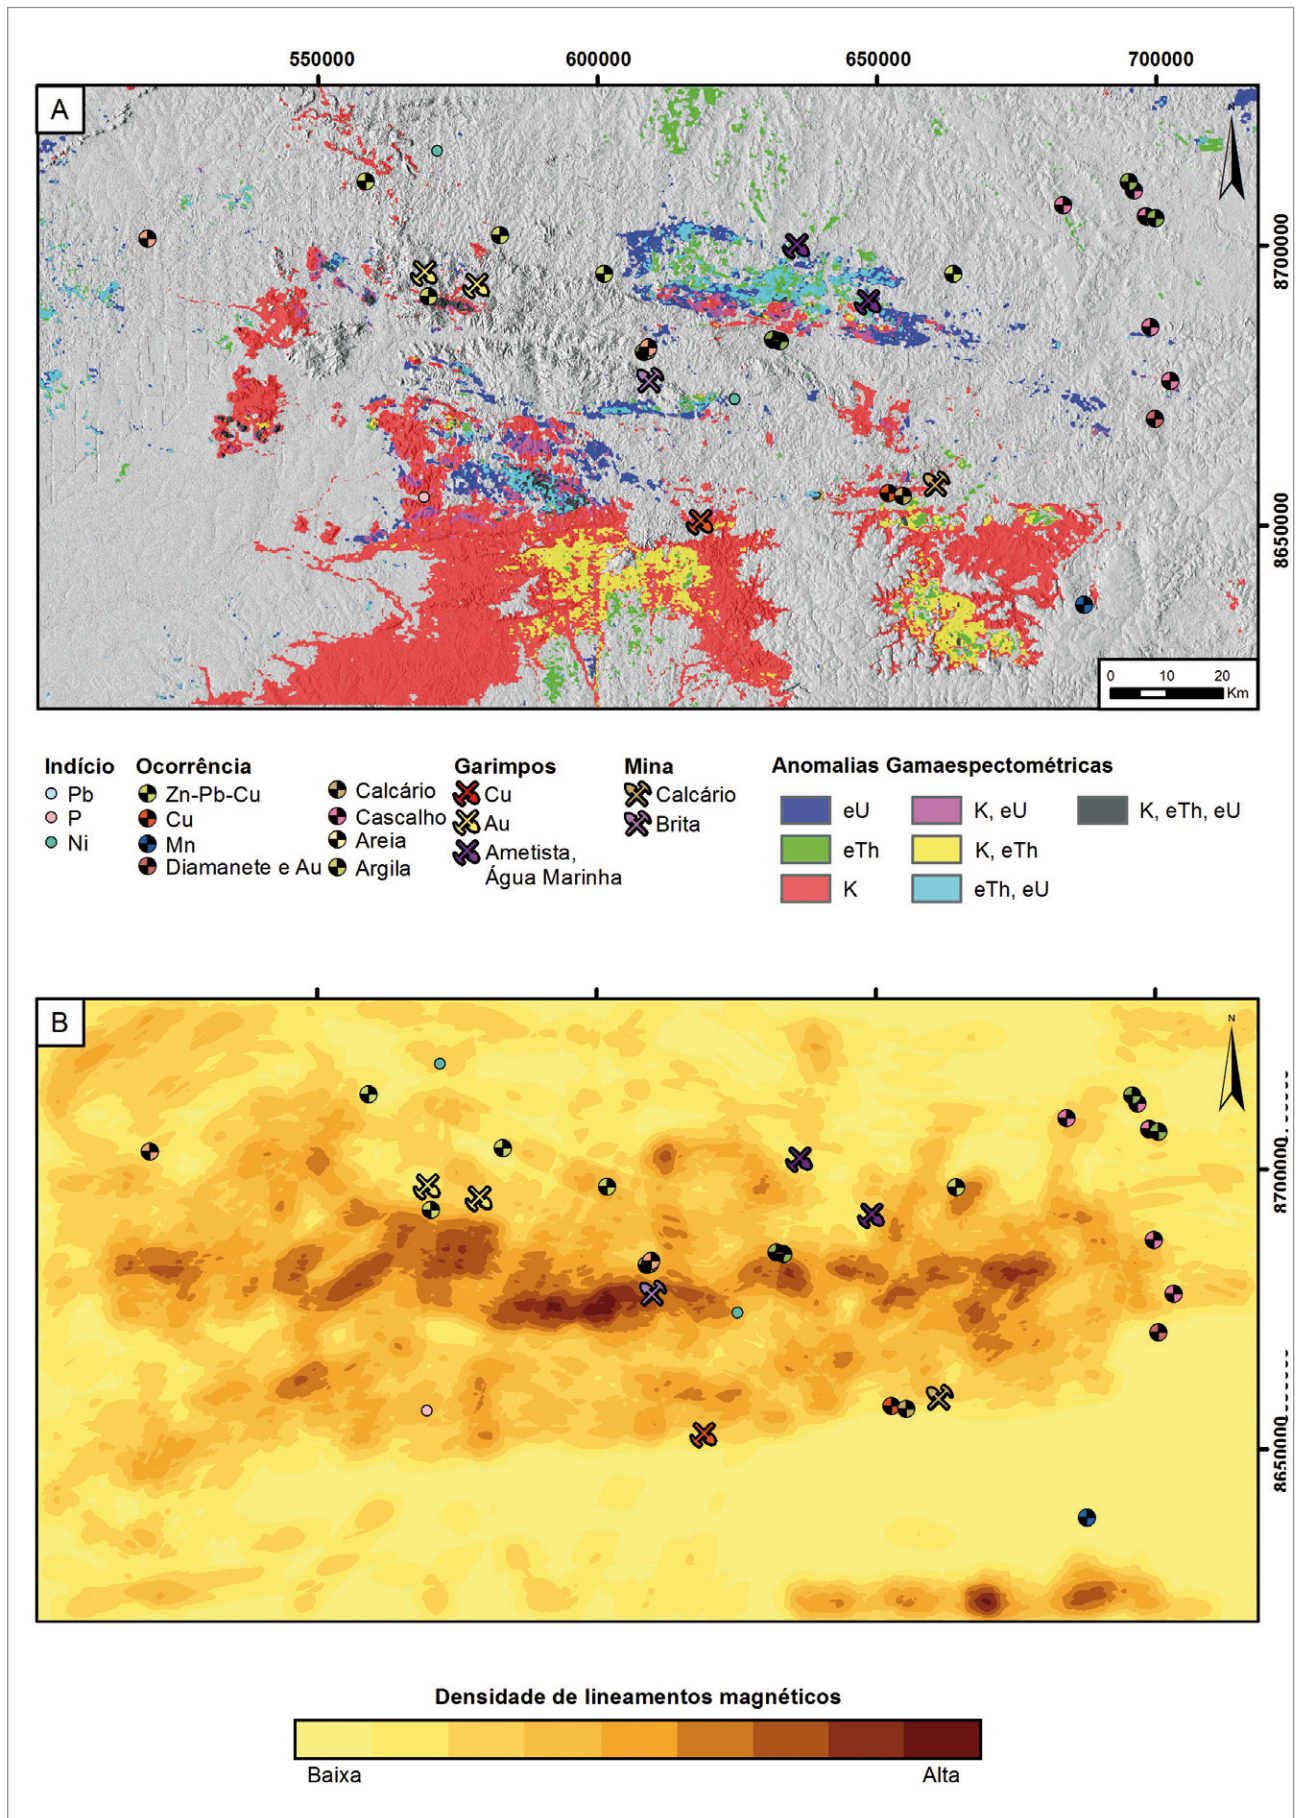 550000 600000 650000 700000
A
8700000
8650000
0 10 20
Km
Indício
Pb
P
Ni
Ocorrência
Zn-Pb-Cu
Cu
Mn
Diamanete e Au
Calcário
Cascalho
Areia
Argila
Garimpos
Cu
Au
Ametista,
Água Marinha
Mina
Calcário
Brita
Anomalias Gamaespectométricas
eU
eTh
K
K, eU
K, eTh
eTh, eU
K, eTh, eU
B
N
8700000
8650000
Densidade de lineamentos magnéticos
Baixa Alta